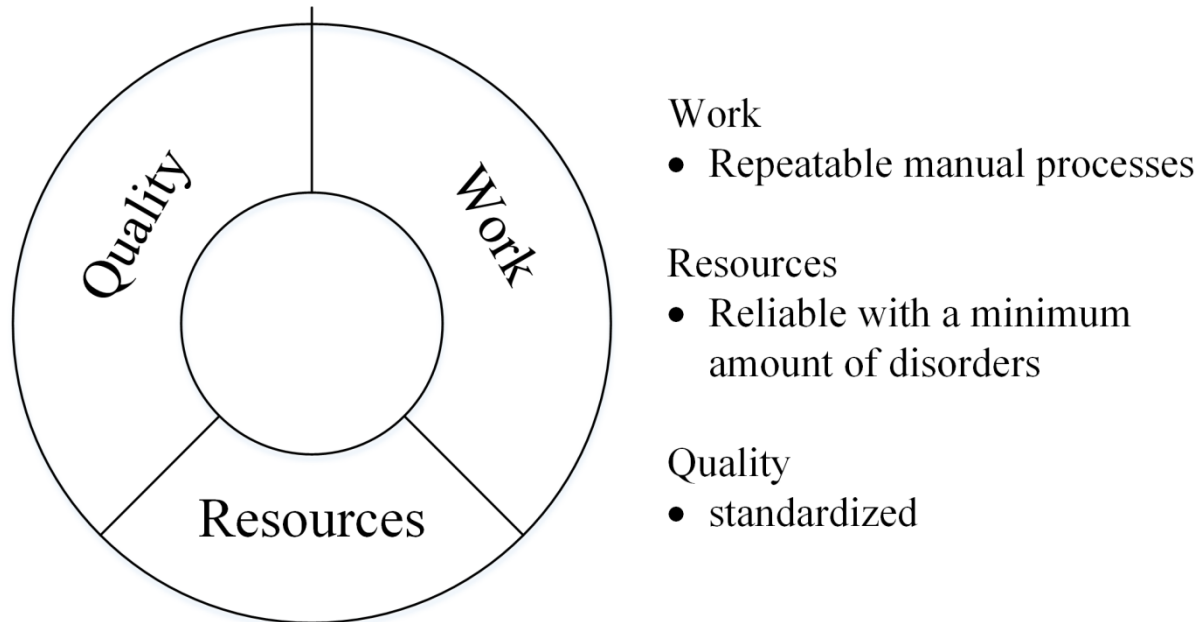 Quality
Work
Resources
Work
• Repeatable manual processes
Resources
• Reliable with a minimum
amount of disorders
Quality
• standardized